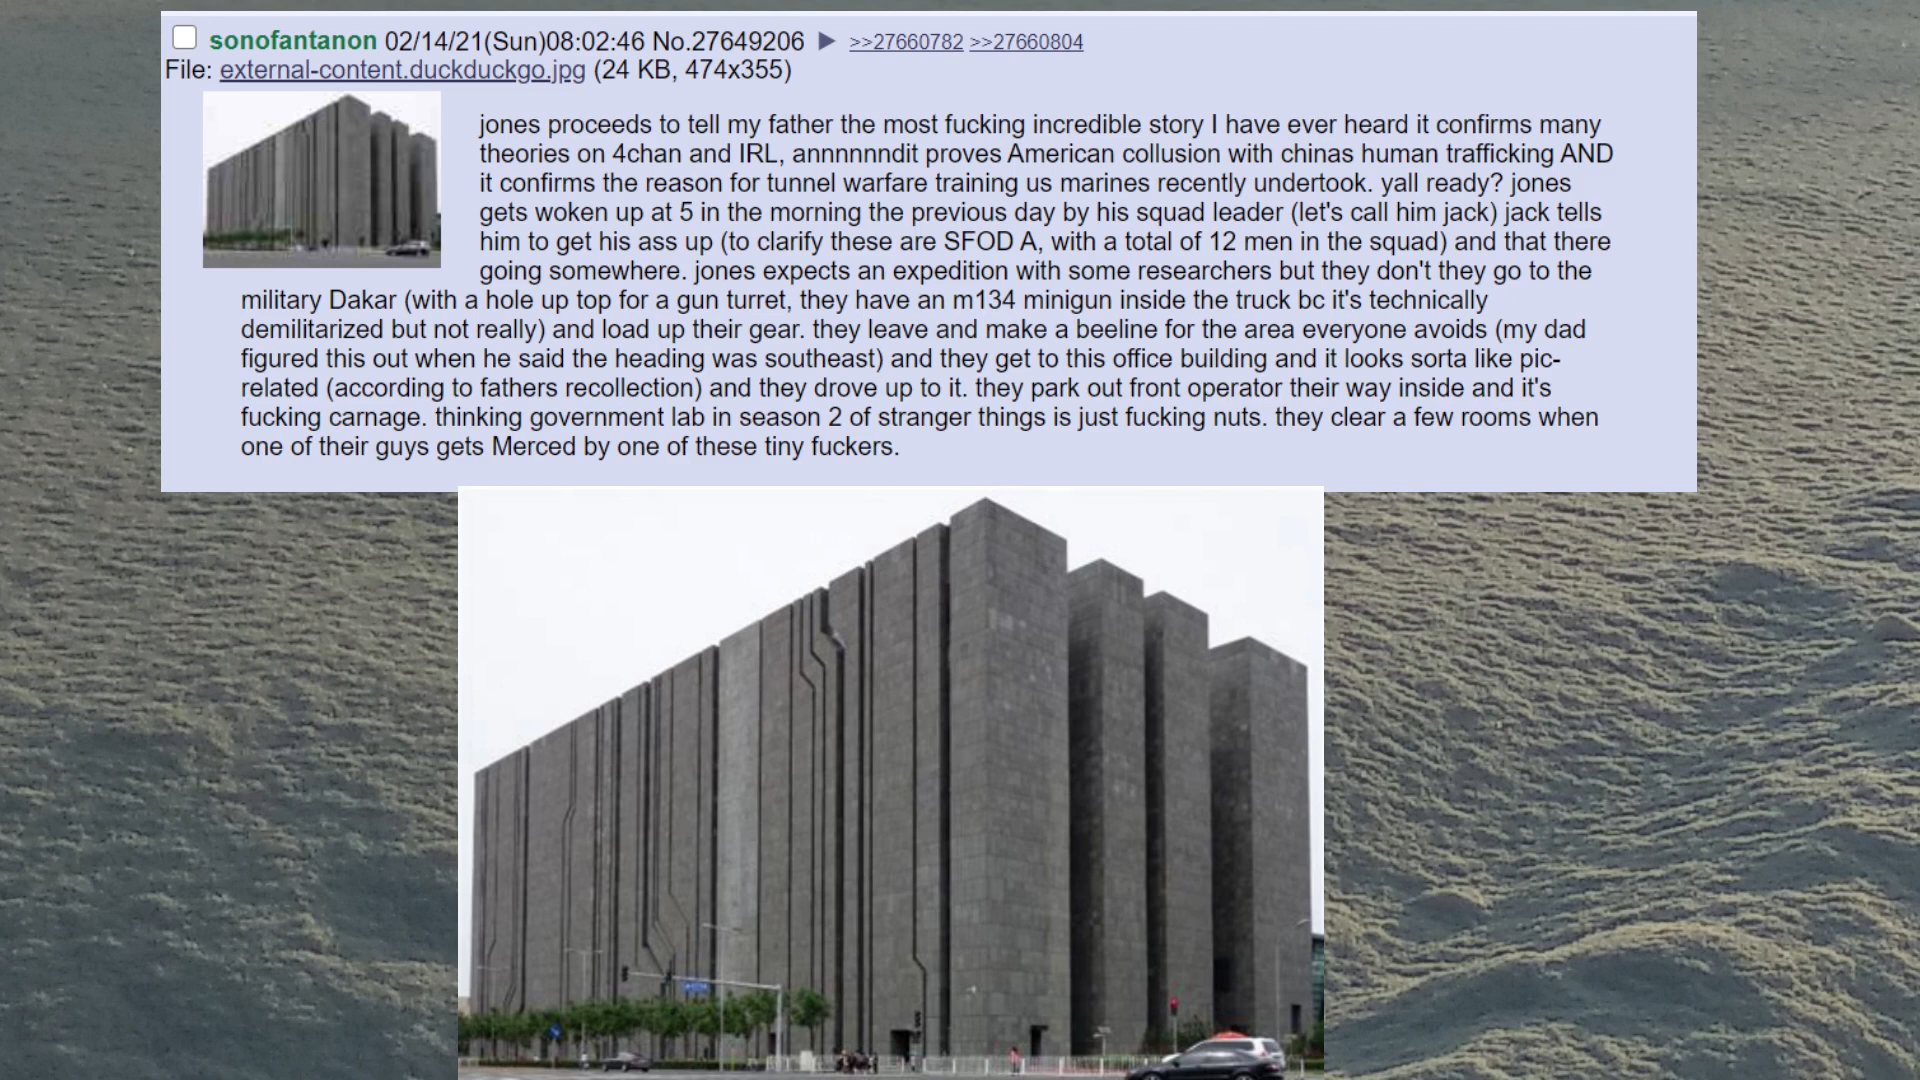 sonofantanon 02/14/21(Sun)08:02:46 No.27649206 ▶ >>27660782 >>27660804
File: external-content.duckduckgo.jpg (24 KB, 474x355)
jones proceeds to tell my father the most fucking incredible story I have ever heard it confirms many
theories on 4chan and IRL, annnnnndit proves American collusion with chinas human trafficking AND
it confirms the reason for tunnel warfare training us marines recently undertook. yall ready? jones
gets woken up at 5 in the morning the previous day by his squad leader (let's call him jack) jack tells
him to get his ass up (to clarify these are SFOD A, with a total of 12 men in the squad) and that there
going somewhere. jones expects an expedition with some researchers but they don't they go to the
military Dakar (with a hole up top for a gun turret, they have an m134 minigun inside the truck bc it's technically
demilitarized but not really) and load up their gear. they leave and make a beeline for the area everyone avoids (my dad
figured this out when he said the heading was southeast) and they get to this office building and it looks sorta like pic-
related (according to fathers recollection) and they drove up to it. they park out front operator their way inside and it's
fucking carnage. thinking government lab in season 2 of stranger things is just fucking nuts. they clear a few rooms when
one of their guys gets Merced by one of these tiny fuckers.